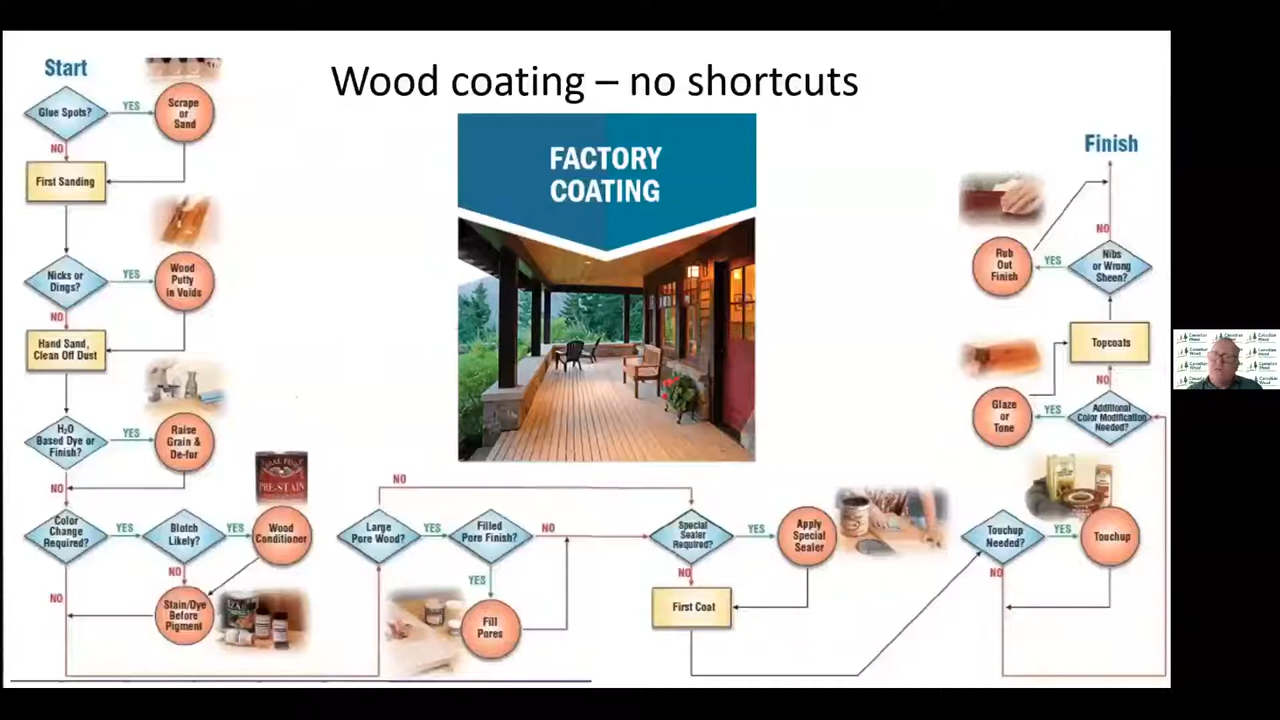 Wood coating – no shortcuts
Start
Glue Spots?
YES
Scrape
or
Sand
NO
First Sanding
Nicks or
Dings?
YES
Wood
Putty
in Voids
NO
Hand Sand,
Clean Off Dust
H₂O
Based Dye or
Finish?
YES
Raise
Grain &
De-fur
NO
Color
Change
Required?
YES
Blotch
Likely?
YES
Wood
Conditioner
PRE-STAIN
NO
NO
Stain/Dye
Before
Pigment
FACTORY
COATING
NO
Large
Pore Wood?
YES
Filled
Pore Finish?
NO
YES
Fill
Pores
Special
Sealer
Required?
YES
Apply
Special
Sealer
NO
First Coat
Touchup
Needed?
YES
Touchup
NO
Additional
Color Modification
Needed?
YES
Glaze
or
Tone
NO
Topcoats
Nibs
or Wrong
Sheen?
YES
Rub
Out
Finish
NO
Finish
Canadian
Wood